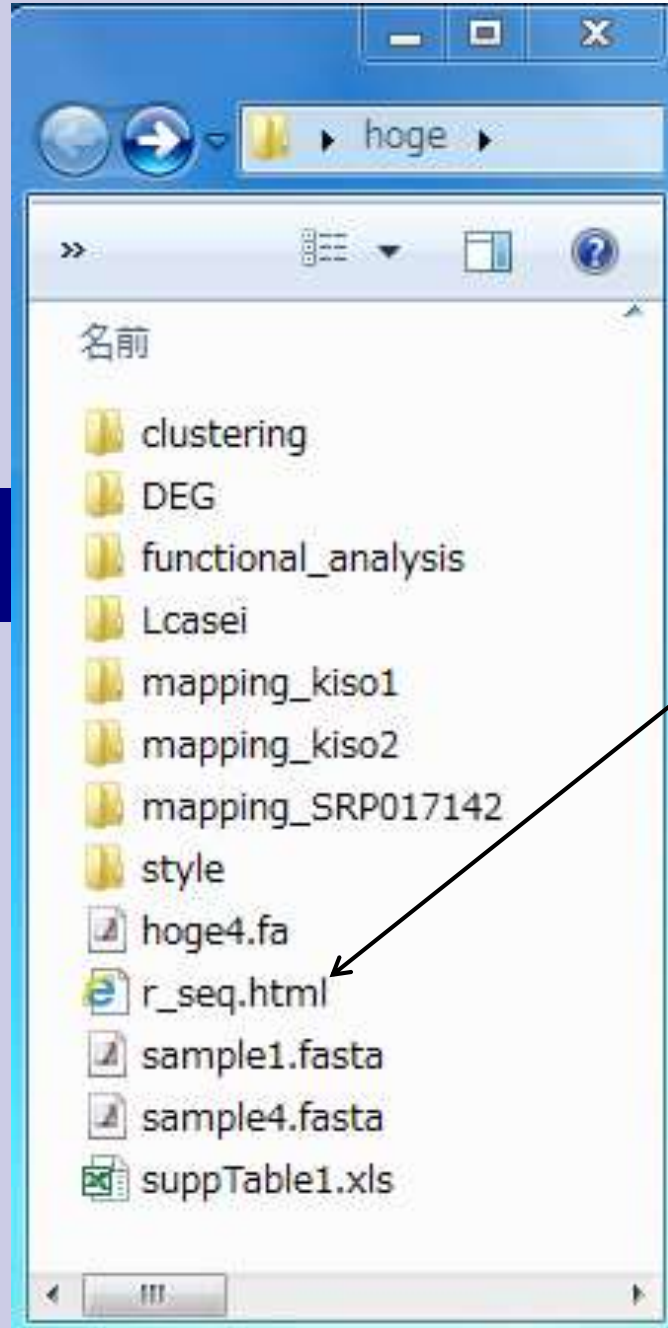 hoge
名前
clustering
DEG
functional_analysis
Lcasei
mapping_kiso1
mapping_kiso2
mapping_SRP017142
style
hoge4.fa
r_seq.html
sample1.fasta
sample4.fasta
suppTable1.xls